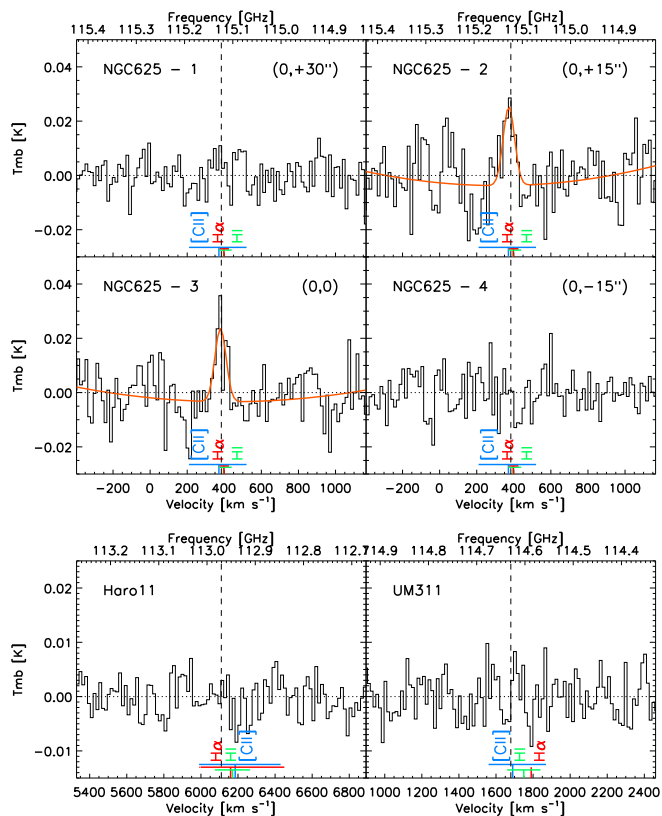 Frequency [GHz] Frequency [GHz]
115.4 115.3 115.2 115.1 115.0 114.9 115.4 115.3 115.2 115.1 115.0 114.9
0.04
NGC625 - 1 (0,+30") NGC625 - 2 (0,+15")
0.02
Tmb [K]
0.00
-0.02
[CII] Hα HI [CII] Hα HI
0.04
NGC625 - 3 (0,0) NGC625 - 4 (0,-15")
0.02
Tmb [K]
0.00
-0.02
[CII] Hα HI [CII] Hα HI
-200 0 200 400 600 800 1000 -200 0 200 400 600 800 1000
Velocity [km s⁻¹] Velocity [km s⁻¹]
Frequency [GHz] Frequency [GHz]
113.2 113.1 113.0 112.9 112.8 112.7 114.9 114.8 114.7 114.6 114.5 114.4
0.02
Haro11 UM311
0.01
Tmb [K]
0.00
-0.01
Hα HI [CII] [CII] HI Hα
5400 5600 5800 6000 6200 6400 6600 6800 1000 1200 1400 1600 1800 2000 2200 2400
Velocity [km s⁻¹] Velocity [km s⁻¹]